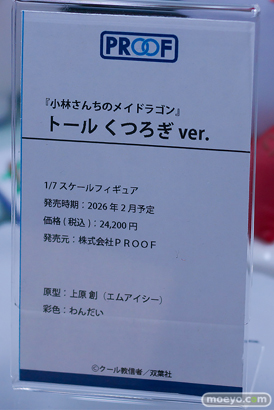 PROOF
『小林さんちのメイドラゴン』
トール くつろぎ ver.
1/7 スケールフィギュア
発売時期：2026年2月予定
価格(税込)：24,200円
発売元：株式会社PROOF
原型：上原 創（エムアイシー）
彩色：わんだい
©クール教信者／双葉社
moeyo.com